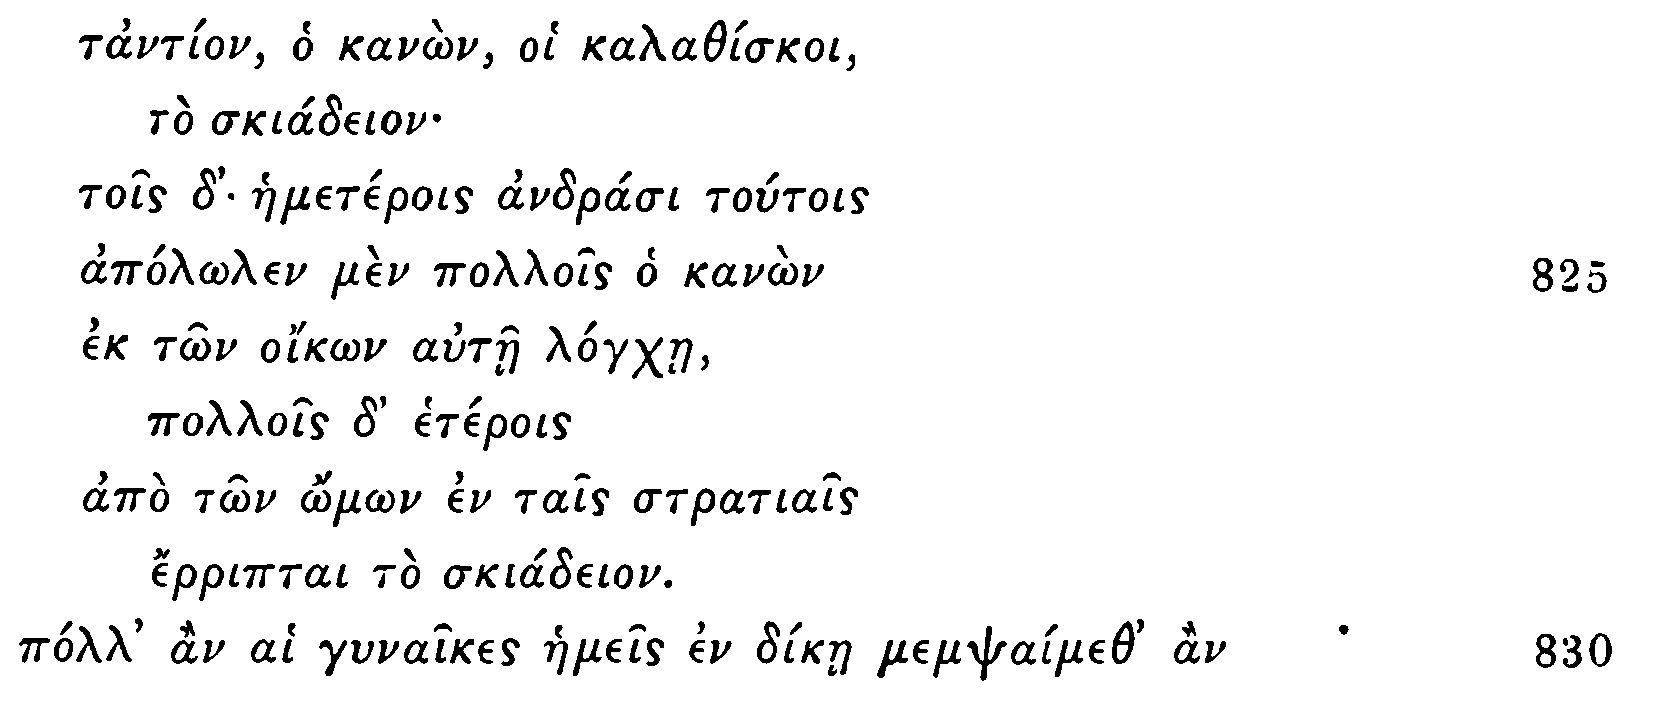 τἀντίον, ὁ κανὼν, οἱ καλαθίσκοι,
τὸ σκιάδειον·
τοῖς δ’· ἡμετέροις ἀνδράσι τούτοις
ἀπόλωλεν μὲν πολλοῖς ὁ κανὼν 825
ἐκ τῶν οἴκων αὐτῇ λόγχῃ,
πολλοῖς δ’ ἑτέροις
ἀπὸ τῶν ὤμων ἐν ταῖς στρατιαῖς
ἔρριπται τὸ σκιάδειον.
πόλλ’ ἂν αἱ γυναῖκες ἡμεῖς ἐν δίκῃ μεμψαίμεθ’ ἂν 830